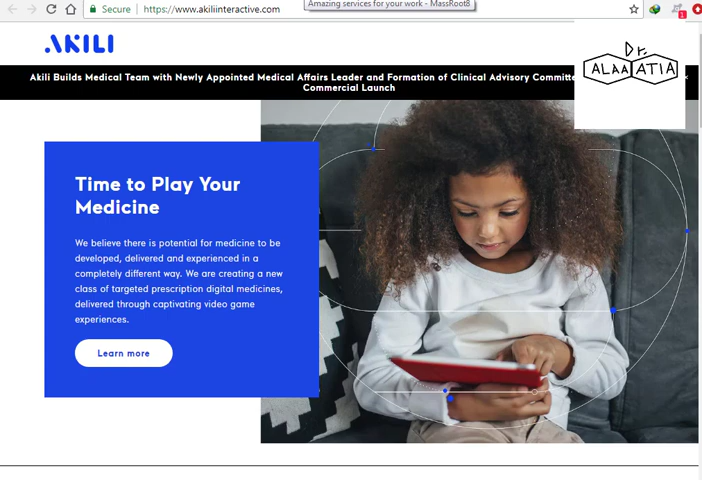 Secure
https://www.akiliinteractive.com
Amazing services for your work - MassRoot8
1
AKILI
Akili Builds Medical Team with Newly Appointed Medical Affairs Leader and Formation of Clinical Advisory Committe
Commercial Launch
Dr.
ALAA ATIA
Time to Play Your
Medicine
We believe there is potential for medicine to be
developed, delivered and experienced in a
completely different way. We are creating a new
class of targeted prescription digital medicines,
delivered through captivating video game
experiences.
Learn more